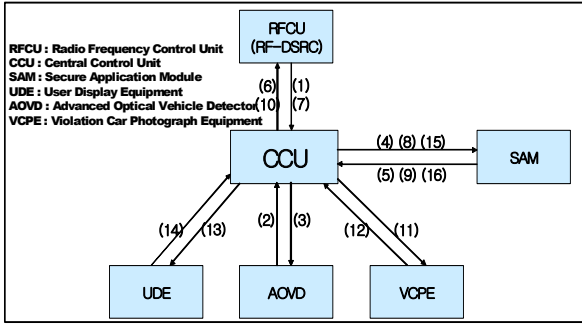 RFCU
(RF-DSRC)
RFCU : Radio Frequency Control Unit
CCU : Central Control Unit
SAM : Secure Application Module
UDE : User Display Equipment
AOVD : Advanced Optical Vehicle Detector
VCPE : Violation Car Photograph Equipment
(6) (1)
(10) (7)
CCU
(4) (8) (15)
(5) (9) (16)
SAM
(14) (13)
(2) (3)
(12) (11)
UDE
AOVD
VCPE